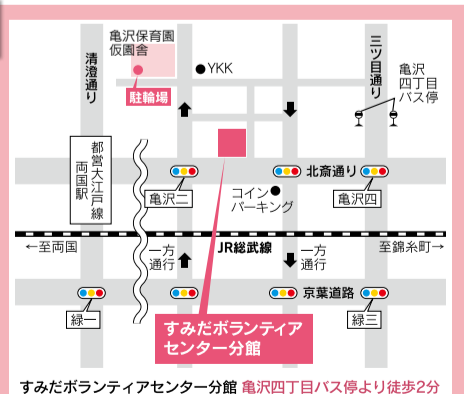 亀沢保育園
仮園舎
YKK
駐輪場
清澄通り
三ツ目通り
亀沢
四丁目
バス停
都営大江戸線
両国駅
亀沢二
北斎通り
亀沢四
コイン
パーキング
←至両国
一方
通行
JR総武線
一方
通行
至錦糸町→
緑一
京葉道路
緑三
すみだボランティア
センター分館
すみだボランティアセンター分館 亀沢四丁目バス停より徒歩2分